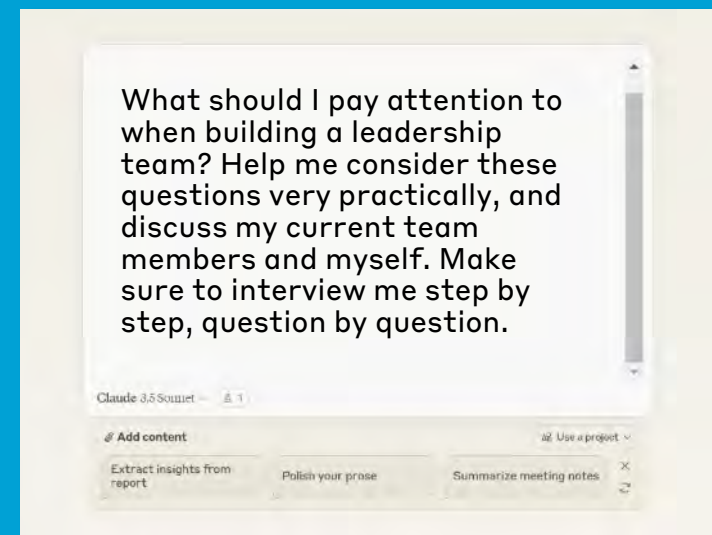 What should I pay attention to
when building a leadership
team? Help me consider these
questions very practically, and
discuss my current team
members and myself. Make
sure to interview me step by
step, question by question.
Claude 3.5 Sonnet
1
Add content
Use a project
Extract insights from
report
Polish your prose
Summarize meeting notes